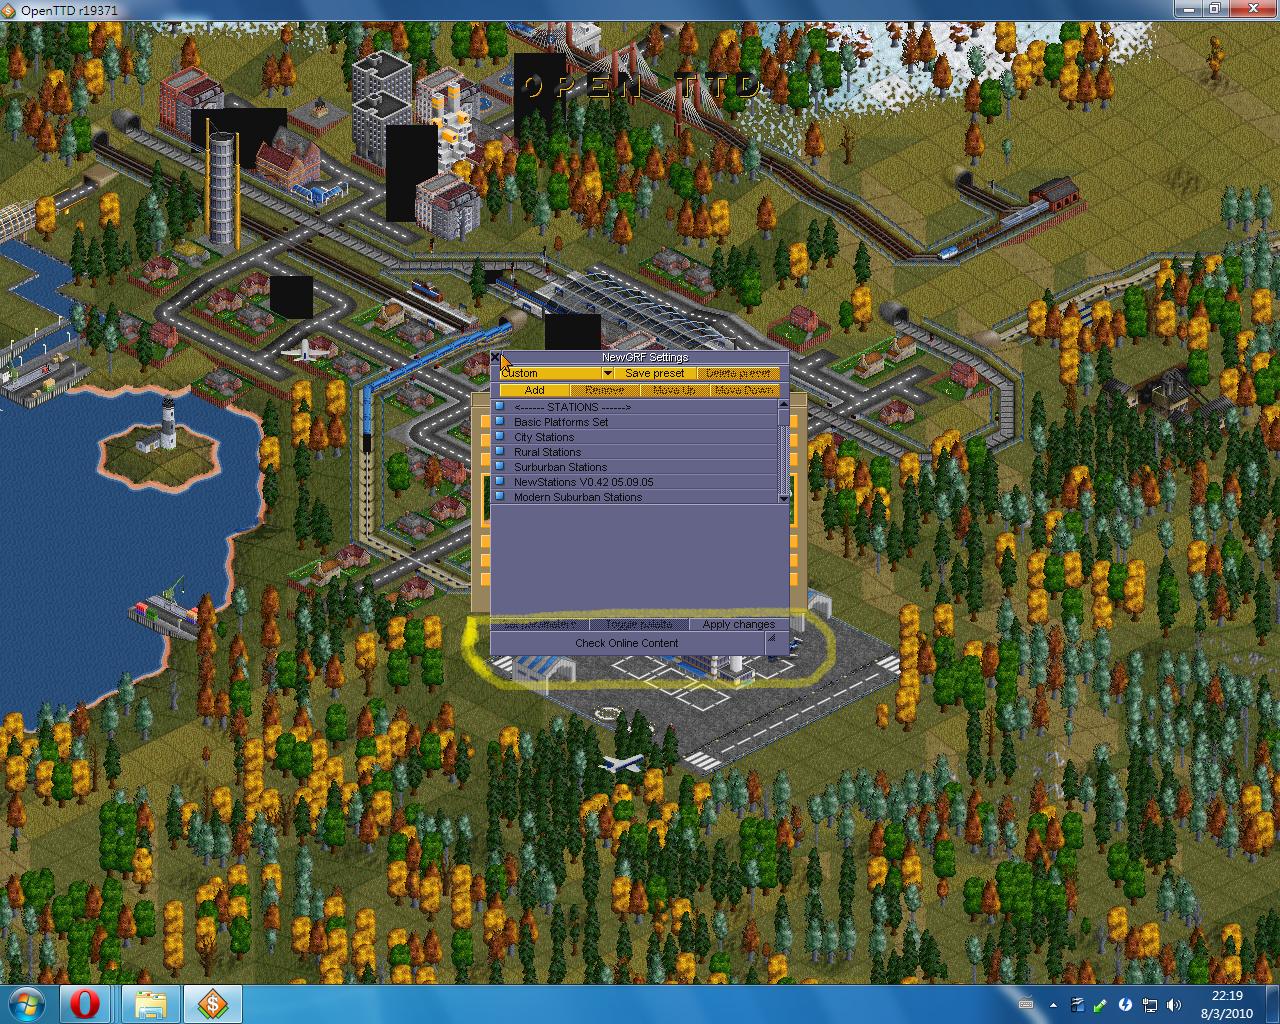 OpenTTD r19371
OPEN TTD
NewGRF Settings
Custom
Save preset
Delete preset
Add
Remove
Move Up
Move Down
<------ STATIONS ------>
Basic Platforms Set
City Stations
Rural Stations
Surburban Stations
NewStations V0.42 05.09.05
Modern Suburban Stations
Set parameters
Toggle palette
Apply changes
Check Online Content
22:19
8/3/2010